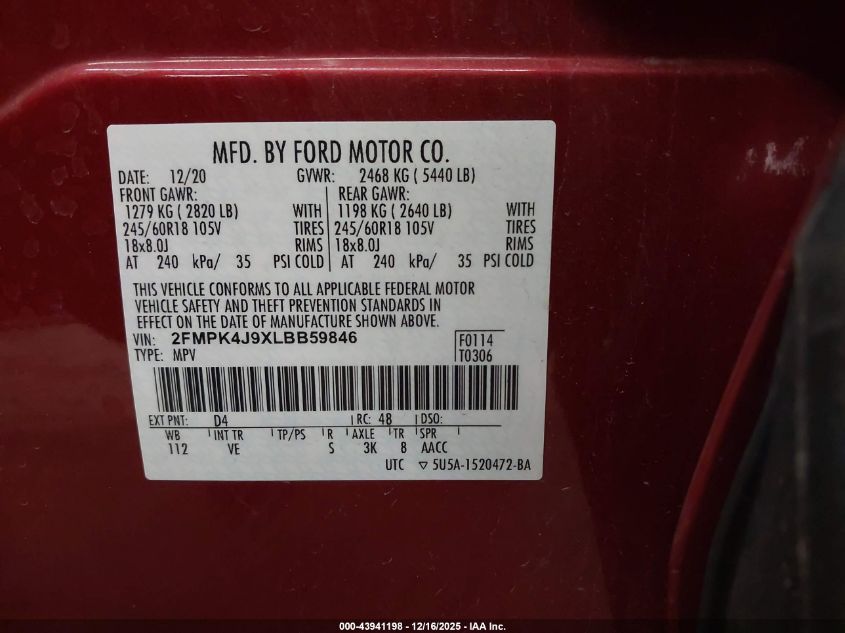 MFD. BY FORD MOTOR CO.
DATE: 12/20 GVWR: 2468 KG ( 5440 LB)
FRONT GAWR: REAR GAWR:
1279 KG ( 2820 LB) WITH 1198 KG ( 2640 LB) WITH
245/60R18 105V TIRES 245/60R18 105V TIRES
18x8.0J RIMS 18x8.0J RIMS
AT 240 kPa/ 35 PSI COLD AT 240 kPa/ 35 PSI COLD
THIS VEHICLE CONFORMS TO ALL APPLICABLE FEDERAL MOTOR
VEHICLE SAFETY AND THEFT PREVENTION STANDARDS IN
EFFECT ON THE DATE OF MANUFACTURE SHOWN ABOVE.
VIN: 2FMPK4J9XLBB59846 F0114
TYPE: MPV T0306
EXT PNT: D4 RC: 48 DSO:
WB INT TR TP/PS R AXLE TR SPR
112 VE S 3K 8 AACC
UTC ▽ 5U5A-1520472-BA
000-43941198 - 12/16/2025 - IAA Inc.